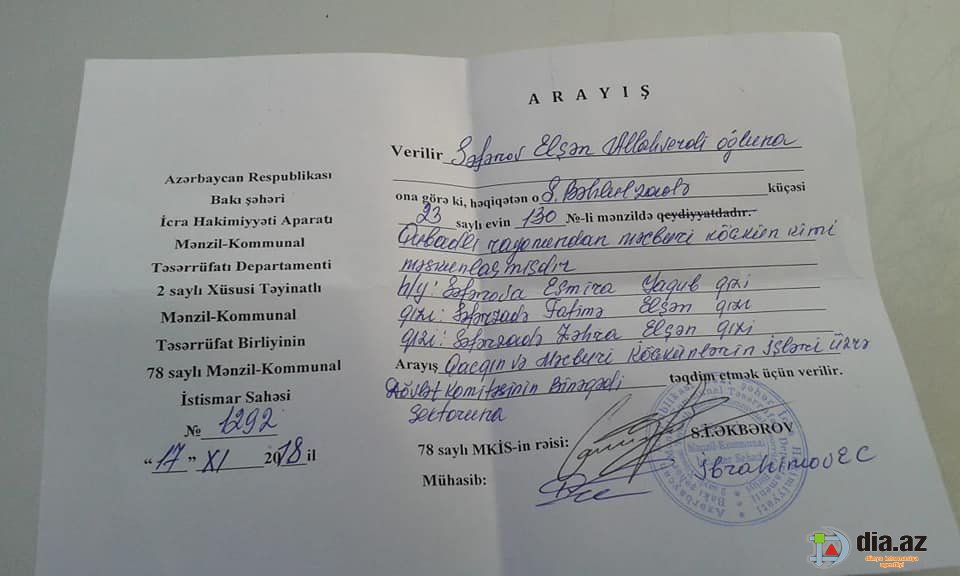 Azərbaycan Respublikası
Bakı şəhəri
İcra Hakimiyyəti Aparatı
Mənzil-Kommunal
Təsərrüfatı Departamenti
2 saylı Xüsusi Təyinatlı
Mənzil-Kommunal
Təsərrüfat Birliyinin
78 saylı Mənzil-Kommunal
İstismar Sahəsi
№ 1292
“17” XI 2018 il
ARAYIŞ
Verilir Səfərov Elşən Allahverdi oğluna
ona görə ki, həqiqətən o S. Bəhlulzadə küçəsi
23 saylı evin 130 №-li mənzildə qeydiyyatdadır.
Qubadlı rayonundan məcburi köçkün kimi
məskunlaşmışdır
h/y: Səfərova Esmira Yaqub qızı
qızı: Səfərzadə Fatimə Elşən qızı
qızı: Səfərzadə Zəhra Elşən qızı
Arayış Qaçqın və Məcburi Köçkünlərin İşləri üzrə
Dövlət Komitəsinin Binəqədi təqdim etmək üçün verilir.
Sektoruna
78 saylı MKİS-in rəisi: S.İ.ƏKBƏROV
Mühasib: İbrahimov E C
dia.az